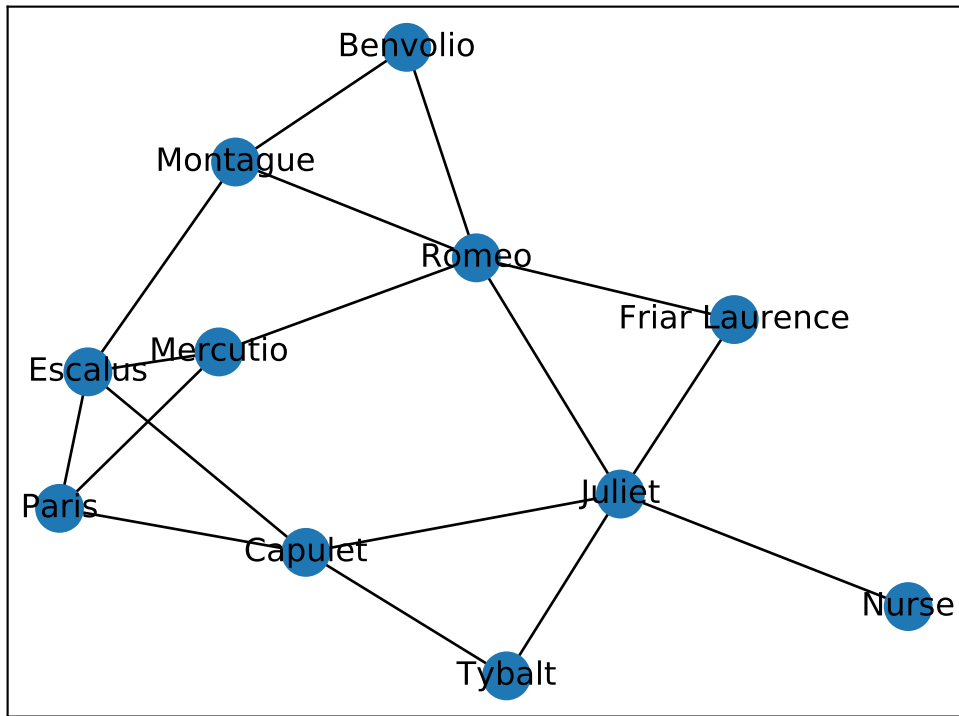 Benvolio
Montague
Romeo
Friar Laurence
Mercutio
Escalus
Juliet
Paris
Capulet
Nurse
Tybalt